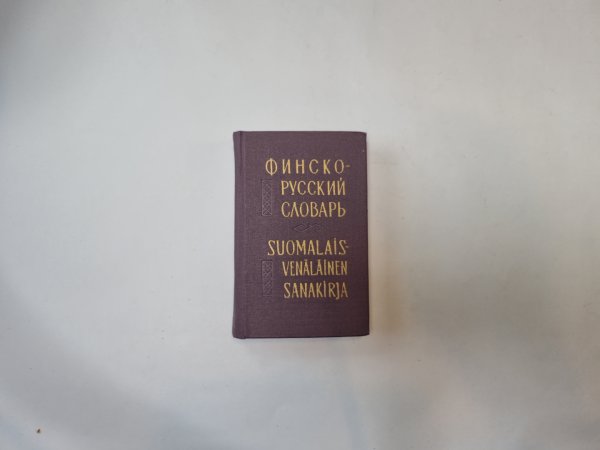 ФИНСКО-
РУССКИЙ
СЛОВАРЬ
SUOMALAIS-
VENÄLÄINEN
SANAKIRJA